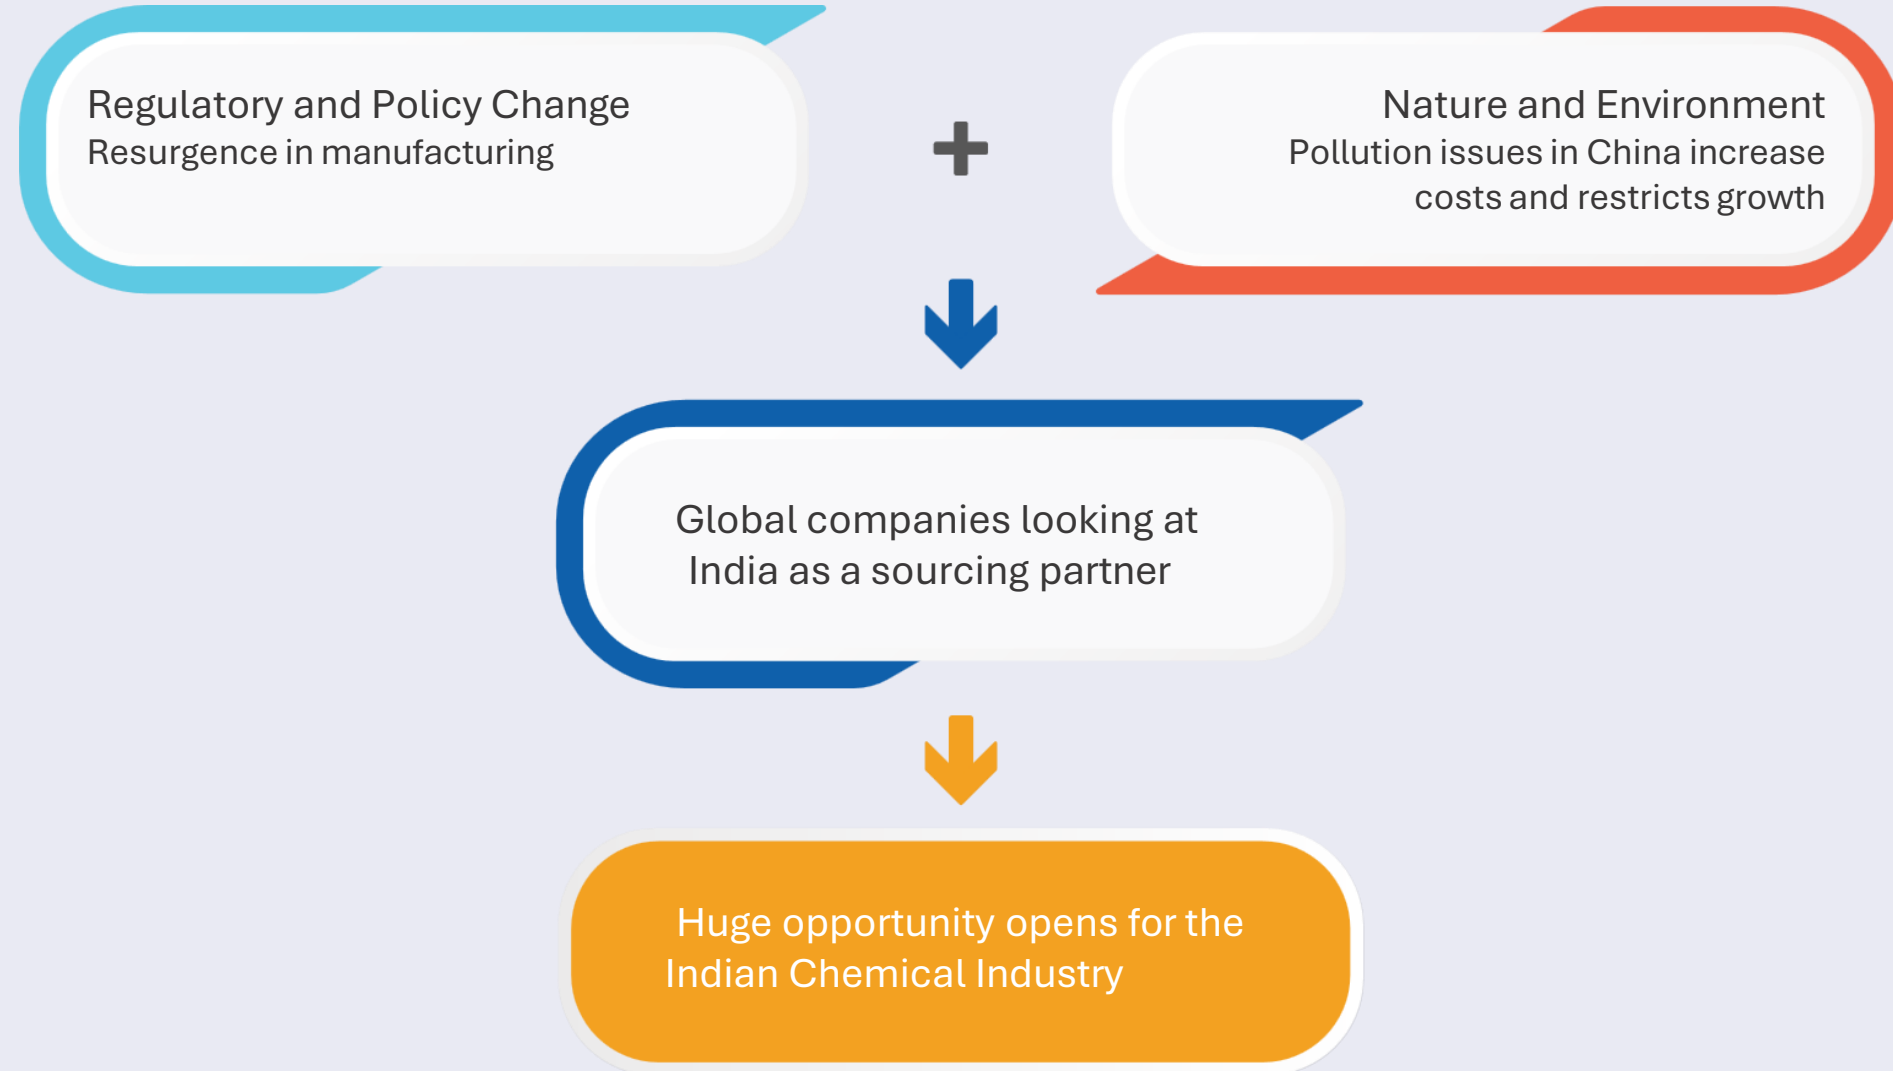 Regulatory and Policy Change
Resurgence in manufacturing
Nature and Environment
Pollution issues in China increase
costs and restricts growth
Global companies looking at
India as a sourcing partner
Huge opportunity opens for the
Indian Chemical Industry